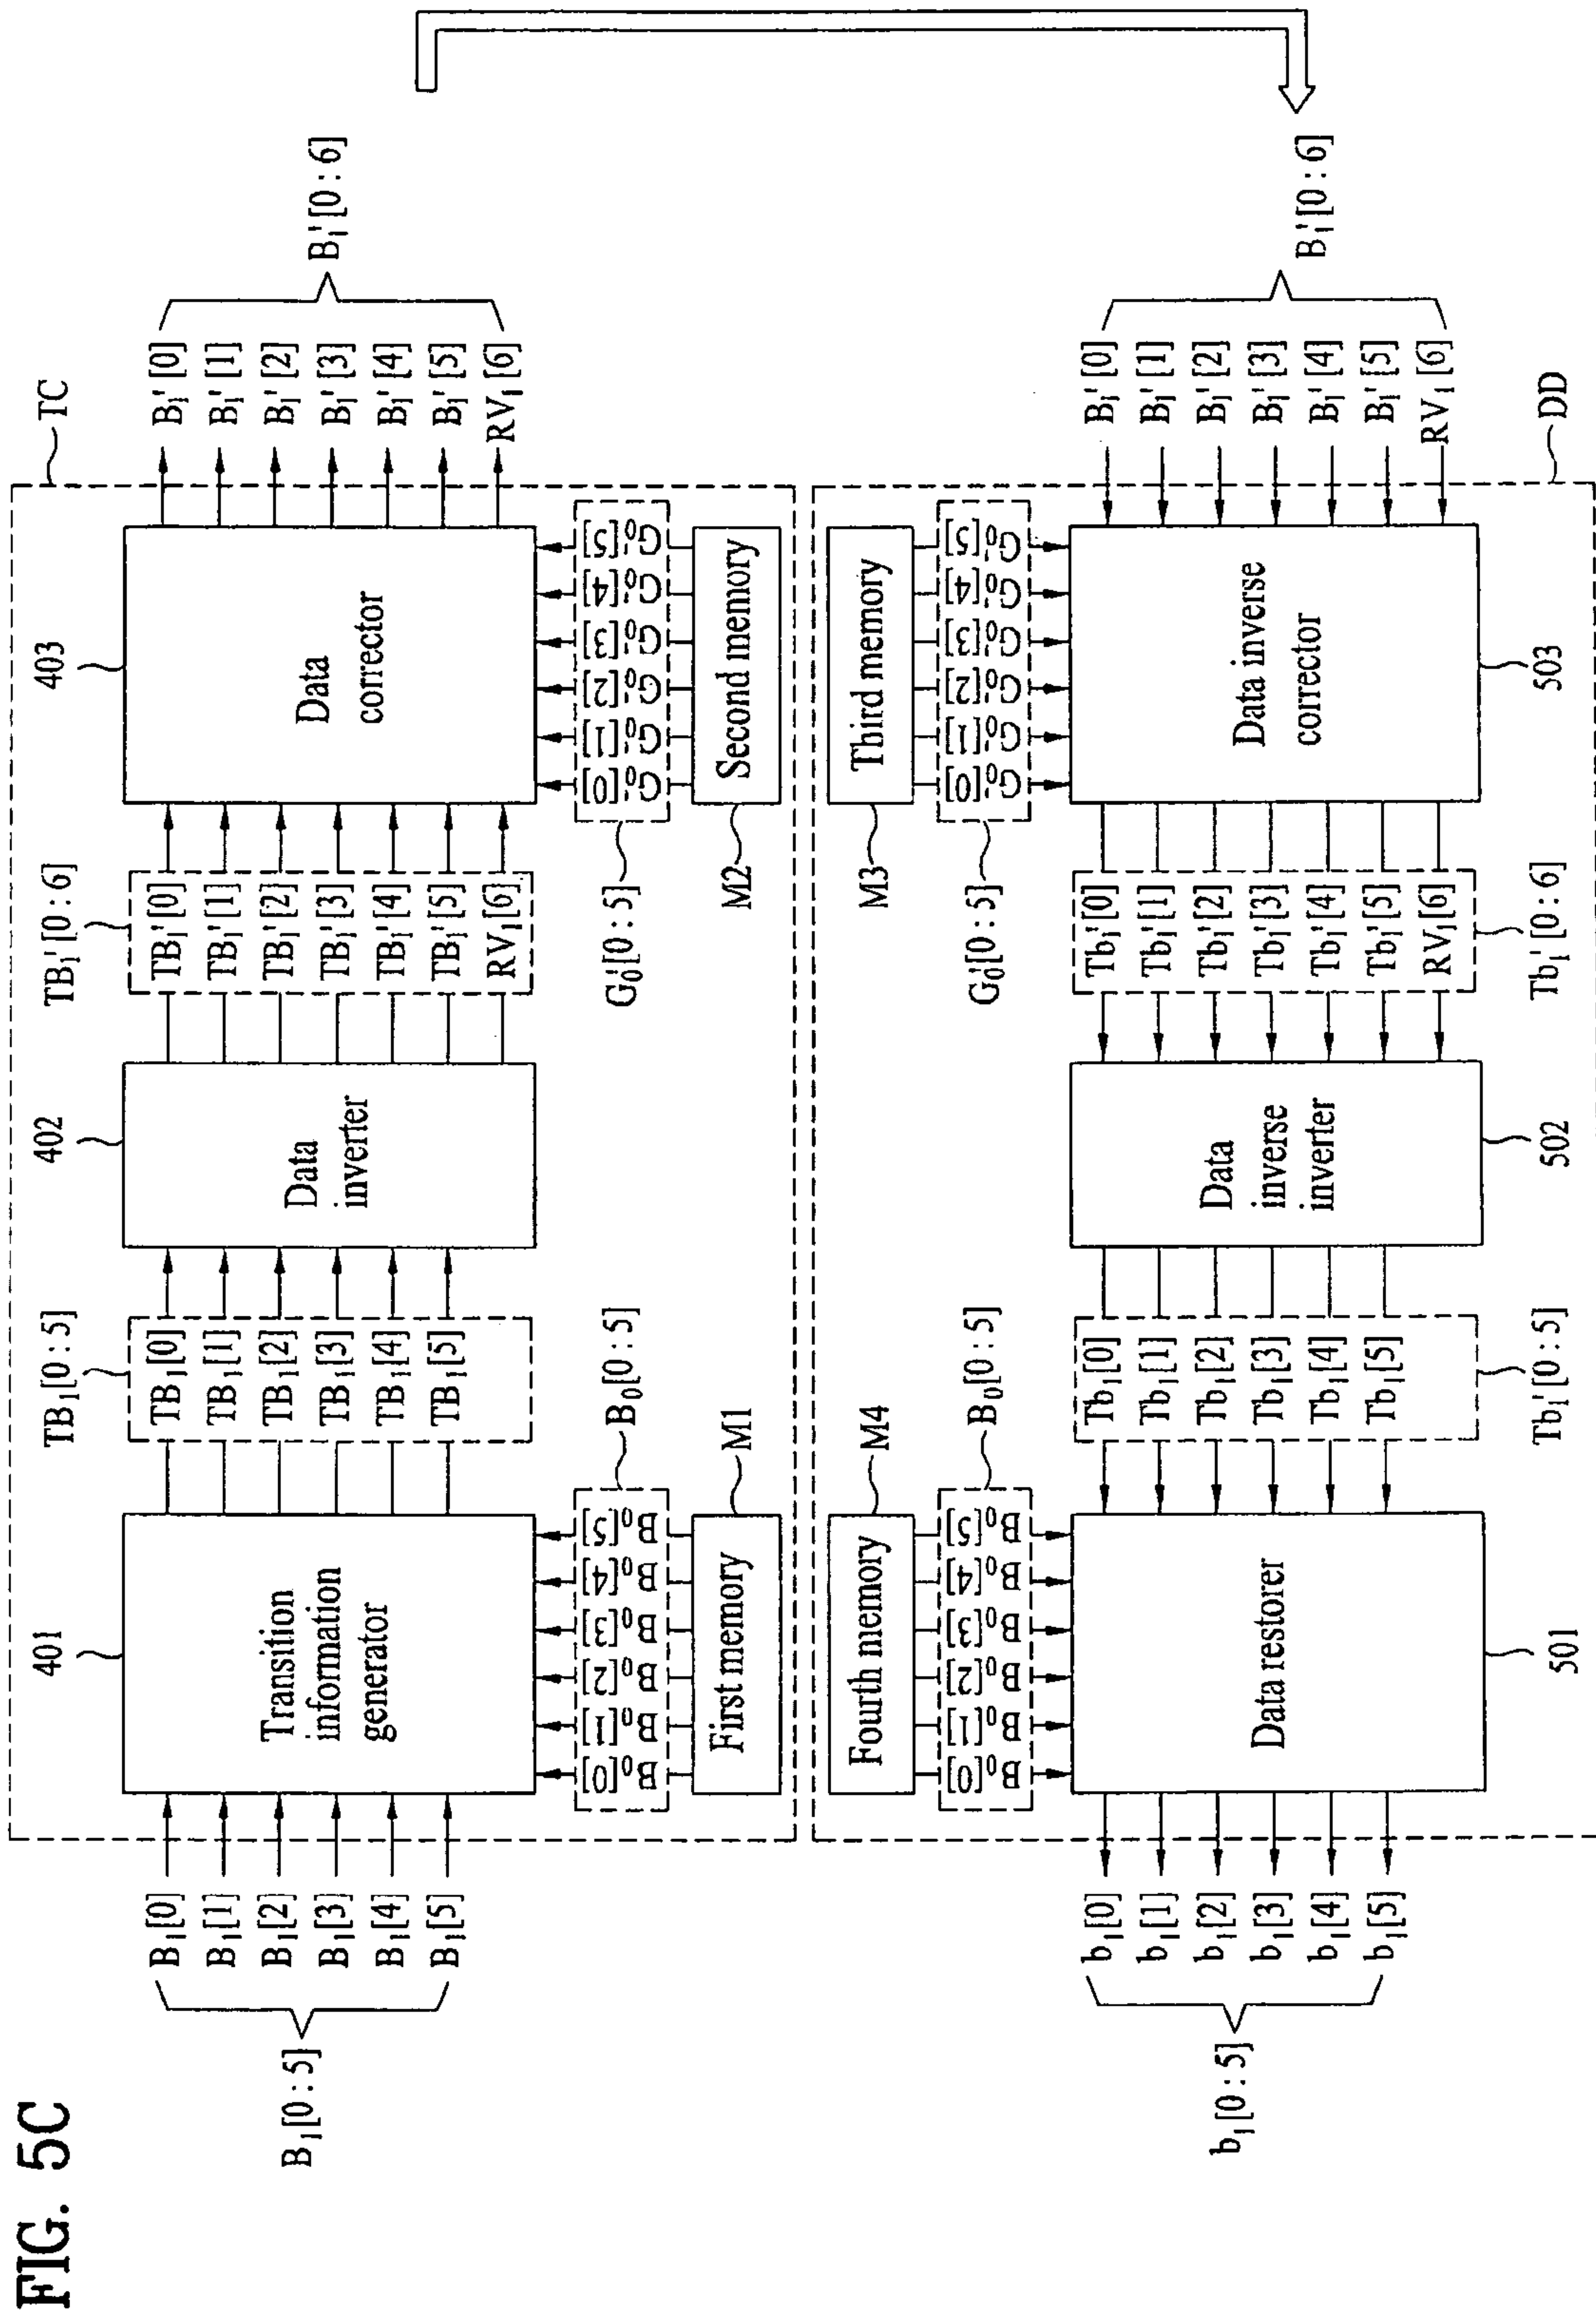 FIG. 5C
TC
401
402
403
B₁[0:5]
B₁[0]
B₁[1]
B₁[2]
B₁[3]
B₁[4]
B₁[5]
Transition
information
generator
TB₁[0:5]
TB₁[0]
TB₁[1]
TB₁[2]
TB₁[3]
TB₁[4]
TB₁[5]
Data
inverter
TB₁'[0:6]
TB₁'[0]
TB₁'[1]
TB₁'[2]
TB₁'[3]
TB₁'[4]
TB₁'[5]
RV₁[6]
Data
corrector
B₁'[0]
B₁'[1]
B₁'[2]
B₁'[3]
B₁'[4]
B₁'[5]
RV₁[6]
B₁'[0:6]
B₀[0]
B₀[1]
B₀[2]
B₀[3]
B₀[4]
B₀[5]
B₀[0:5]
First memory
M1
G₀'[0:5]
G₀'[0]
G₀'[1]
G₀'[2]
G₀'[3]
G₀'[4]
G₀'[5]
M2
Second memory
Fourth memory
M4
B₀[0]
B₀[1]
B₀[2]
B₀[3]
B₀[4]
B₀[5]
B₀[0:5]
M3
Tbird memory
G₀'[0:5]
G₀'[0]
G₀'[1]
G₀'[2]
G₀'[3]
G₀'[4]
G₀'[5]
b₁[0:5]
b₁[0]
b₁[1]
b₁[2]
b₁[3]
b₁[4]
b₁[5]
Data restorer
Tb₁[0]
Tb₁[1]
Tb₁[2]
Tb₁[3]
Tb₁[4]
Tb₁[5]
Tb₁'[0:5]
Data
inverse
inverter
Tb₁'[0]
Tb₁'[1]
Tb₁'[2]
Tb₁'[3]
Tb₁'[4]
Tb₁'[5]
RV₁[6]
Tb₁'[0:6]
Data inverse
corrector
B₁'[0]
B₁'[1]
B₁'[2]
B₁'[3]
B₁'[4]
B₁'[5]
RV₁[6]
B₁'[0:6]
501
502
503
DD